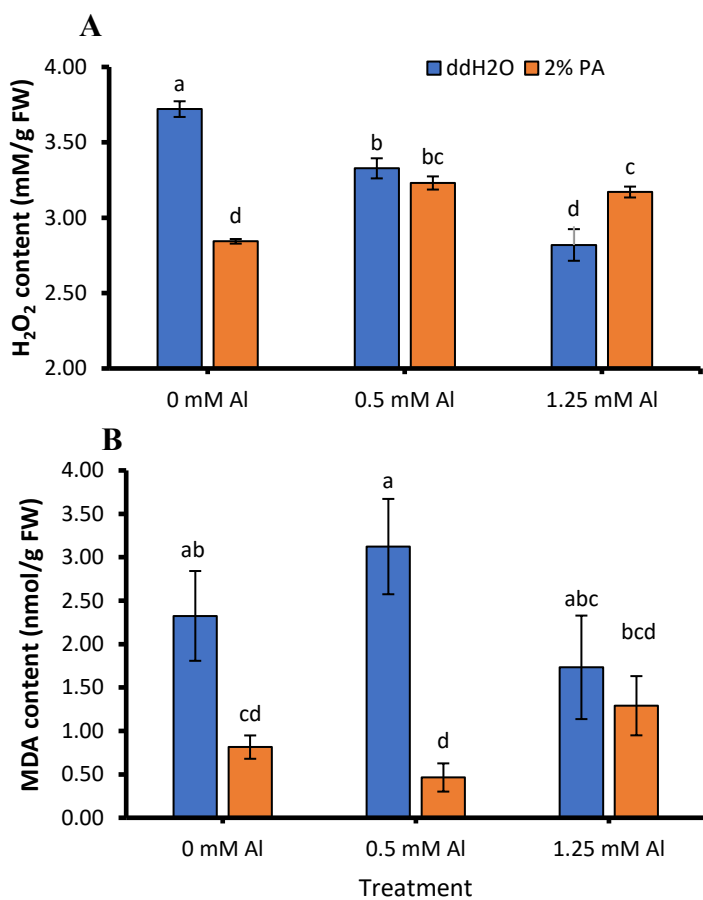 A
4.00
3.50
3.00
2.50
2.00
H₂O₂ content (mM/g FW)
ddH2O 2% PA
a
d
b
bc
d
c
0 mM Al 0.5 mM Al 1.25 mM Al
B
4.00
3.50
3.00
2.50
2.00
1.50
1.00
0.50
0.00
MDA content (nmol/g FW)
ab
cd
a
d
abc
bcd
0 mM Al 0.5 mM Al 1.25 mM Al
Treatment